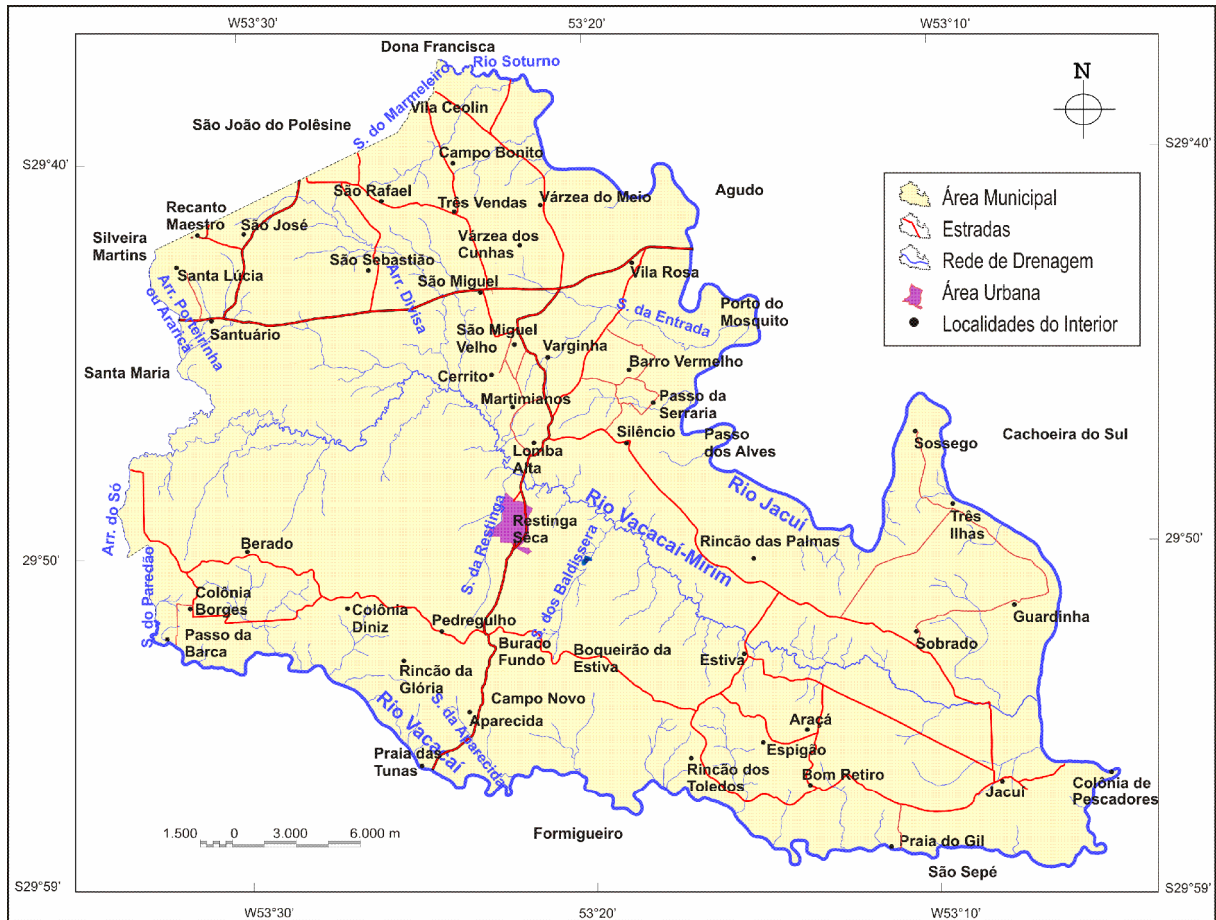 W53°30'
53°20'
W53°10'
Dona Francisca
Rio Soturno
N
S. do Marmeleiro
Vila Ceolin
São João do Polêsine
S29°40'
S29°40'
Campo Bonito
Agudo
São Rafael
Três Vendas
Várzea do Meio
Área Municipal
Recanto
Maestro
São José
Estradas
Silveira
Martins
Várzea dos
Cunhas
São Sebastião
Rede de Drenagem
Santa Lúcia
Arr. Divisa
São Miguel
Vila Rosa
Área Urbana
Arr. Porteirinha
ou Araricá
S. da Entrada
Porto do
Mosquito
Localidades do Interior
Santuário
São Miguel
Velho
Varginha
Santa Maria
Cerrito
Barro Vermelho
Martimianos
Passo da
Serraria
Silêncio
Passo
dos Alves
Sossego
Cachoeira do Sul
Lomba
Alta
Arr. do Só
Rio Jacuí
S. da Restinga
Rio Vacacaí-Mirim
Restinga
Sêca
Três
Ilhas
Berado
S. dos Baldissera
Rincão das Palmas
29°50'
29°50'
S. do Paredão
Colônia
Borges
Colônia
Diniz
Pedregulho
Guardinha
Passo da
Barca
Buraco
Fundo
Boqueirão da
Estiva
Estiva
Sobrado
Rincão da
Glória
Campo Novo
Rio Vacacaí
S. da Aparecida
Aparecida
Araçá
Praia das
Tunas
Espigão
Rincão dos
Toledos
Bom Retiro
Jacuí
Colônia de
Pescadores
1.500 0 3.000 6.000 m
Formigueiro
Praia do Gil
São Sepé
S29°59'
S29°59'
W53°30'
53°20'
W53°10'